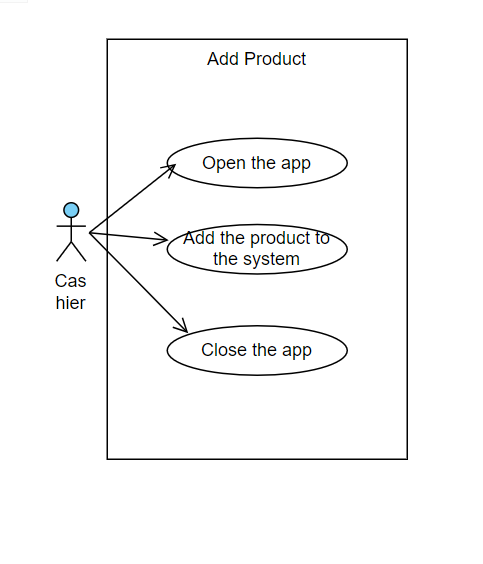 Add Product
Open the app
Add the product to
the system
Cas
hier
Close the app